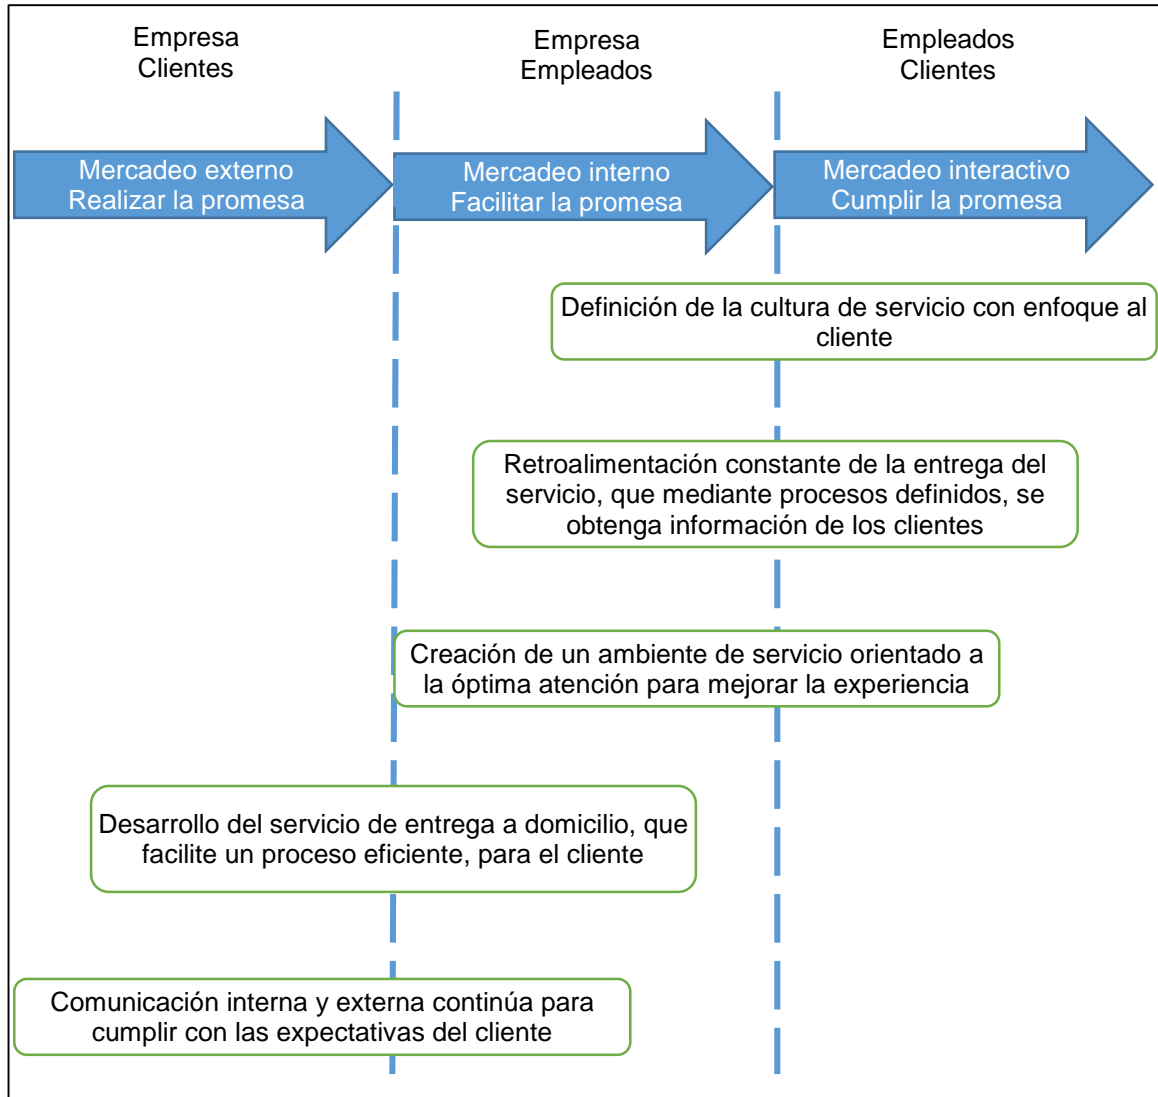 Empresa
Clientes
Empresa
Empleados
Empleados
Clientes
Mercadeo externo
Realizar la promesa
Mercadeo interno
Facilitar la promesa
Mercadeo interactivo
Cumplir la promesa
Definición de la cultura de servicio con enfoque al
cliente
Retroalimentación constante de la entrega del
servicio, que mediante procesos definidos, se
obtenga información de los clientes
Creación de un ambiente de servicio orientado a
la óptima atención para mejorar la experiencia
Desarrollo del servicio de entrega a domicilio, que
facilite un proceso eficiente, para el cliente
Comunicación interna y externa continúa para
cumplir con las expectativas del cliente